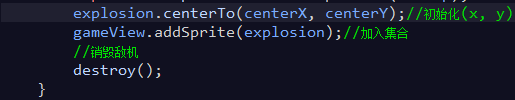 explosion.centerTo(centerX, centerY);//初始化(x, y)
gameView.addSprite(explosion);//加入集合
//销毁敌机
destroy();
}